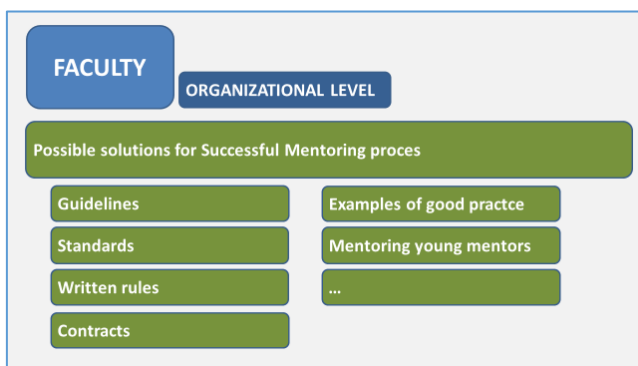 FACULTY
ORGANIZATIONAL LEVEL
Possible solutions for Successful Mentoring proces
Guidelines
Standards
Written rules
Contracts
Examples of good practce
Mentoring young mentors
...